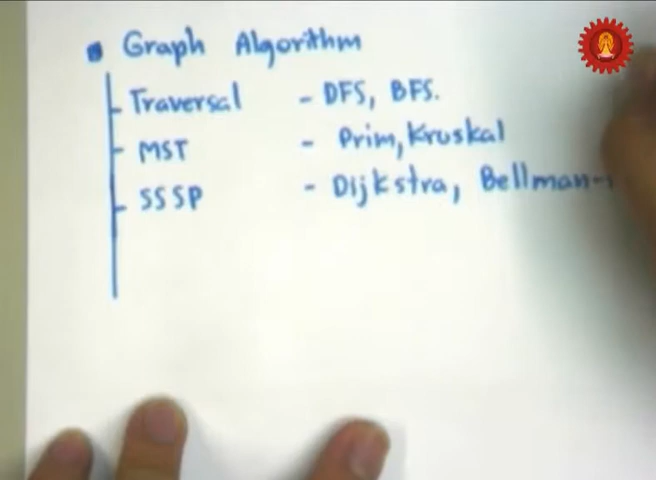 Graph Algorithm
Traversal - DFS, BFS.
MST - Prim, Kruskal
SSSP - Dijkstra, Bellman-